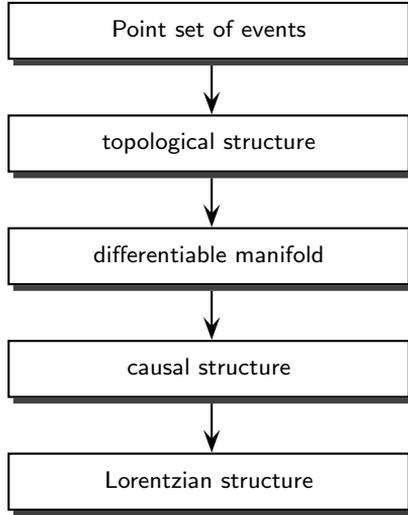 Point set of events
topological structure
differentiable manifold
causal structure
Lorentzian structure